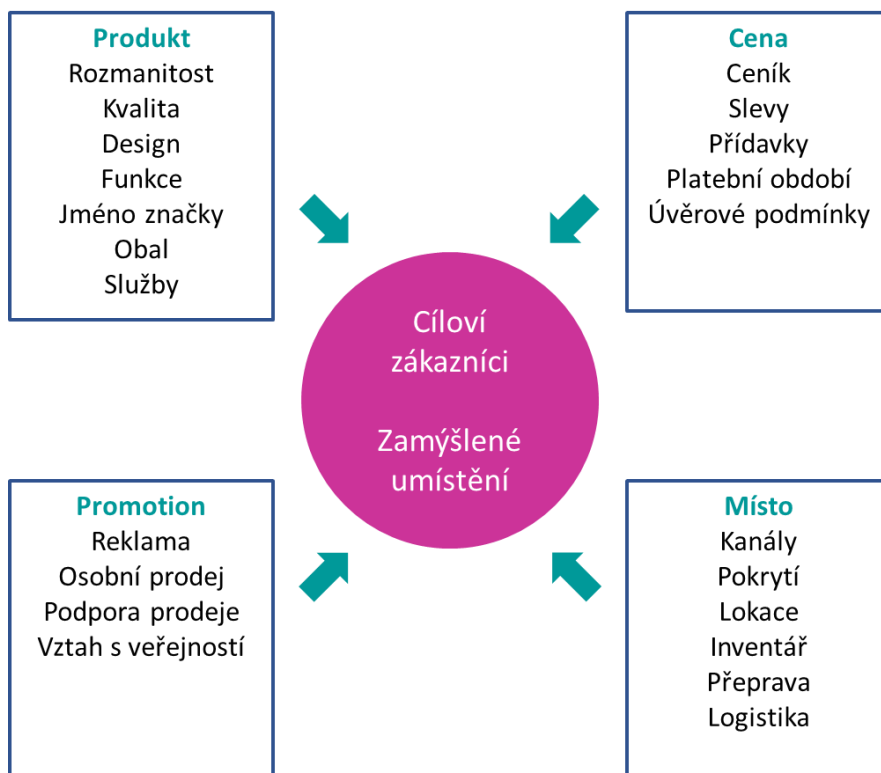 Produkt
Rozmanitost
Kvalita
Design
Funkce
Jméno značky
Obal
Služby
Cena
Ceník
Slevy
Přídavky
Platební období
Úvěrové podmínky
Cíloví
zákazníci
Zamýšlené
umístění
Promotion
Reklama
Osobní prodej
Podpora prodeje
Vztah s veřejností
Místo
Kanály
Pokrytí
Lokace
Inventář
Přeprava
Logistika